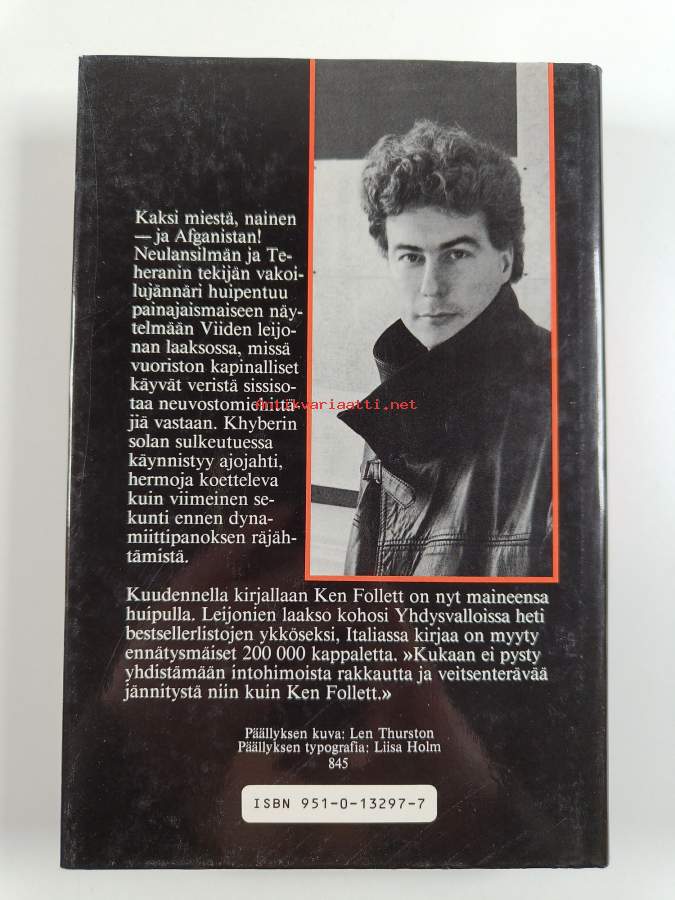 Kaksi miestä, nainen
— ja Afganistan!
Neulansilmän ja Te-
heranin tekijän vakoi-
lujännäri huipentuu
painajaismaiseen näy-
telmään Viiden leijo-
nan laaksossa, missä
vuoriston kapinalliset
käyvät veristä sissiso-
taa neuvostomiehittä-
jiä vastaan. Khyberin
antikvariaatti.net
solan sulkeutuessa
käynnistyy ajojahti,
hermoja koetteleva
kuin viimeinen se-
kunti ennen dyna-
miittipanoksen räjäh-
tämistä.
Kuudennella kirjallaan Ken Follett on nyt maineensa
huipulla. Leijonien laakso kohosi Yhdysvalloissa heti
bestsellerlistojen ykköseksi, Italiassa kirjaa on myyty
ennätysmäiset 200 000 kappaletta. »Kukaan ei pysty
yhdistämään intohimoista rakkautta ja veitsenterävää
jännitystä niin kuin Ken Follett.»
Päällyksen kuva: Len Thurston
Päällyksen typografia: Liisa Holm
845
ISBN 951-0-13297-7